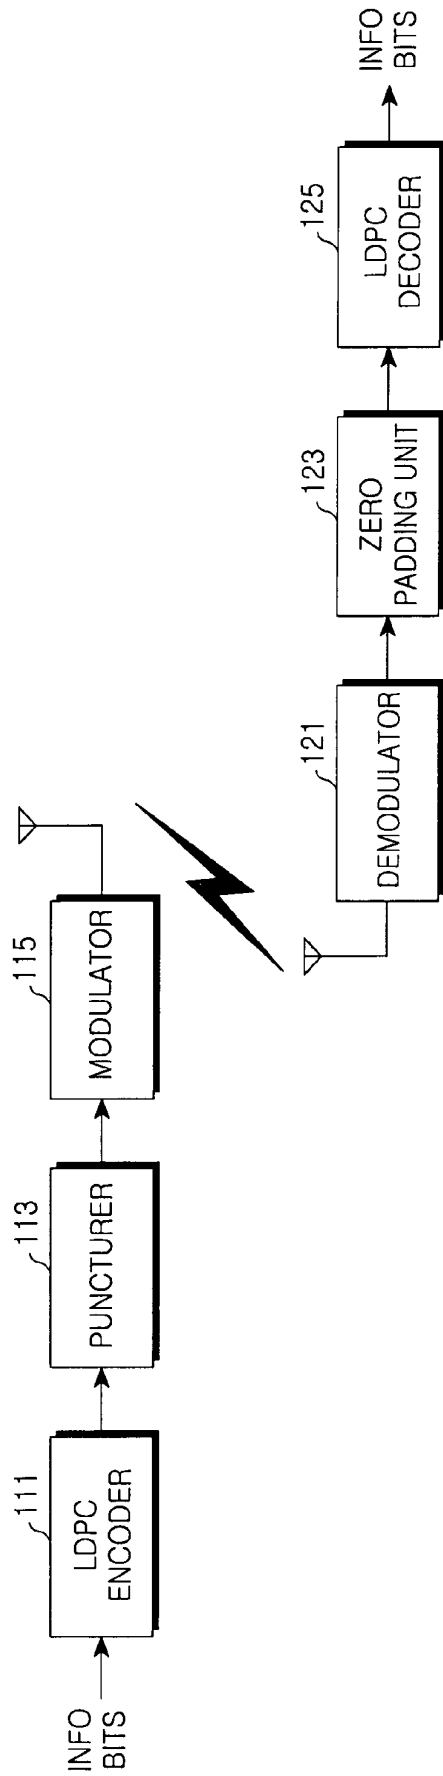 INFO
BITS
111
LDPC
ENCODER
113
PUNCTURER
115
MODULATOR
121
DEMODULATOR
123
ZERO
PADDING UNIT
125
LDPC
DECODER
INFO
BITS